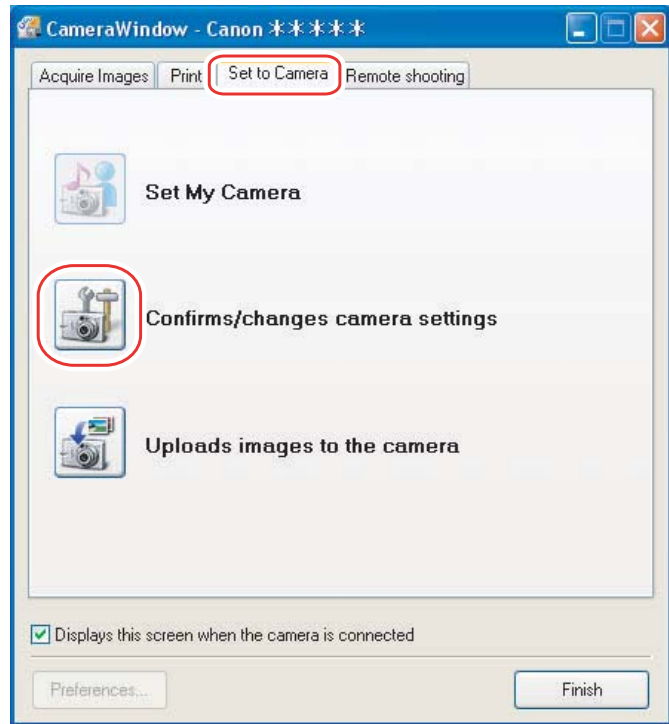 CameraWindow - Canon *****
Acquire Images Print Set to Camera Remote shooting
Set My Camera
Confirms/changes camera settings
Uploads images to the camera
Displays this screen when the camera is connected
Preferences... Finish